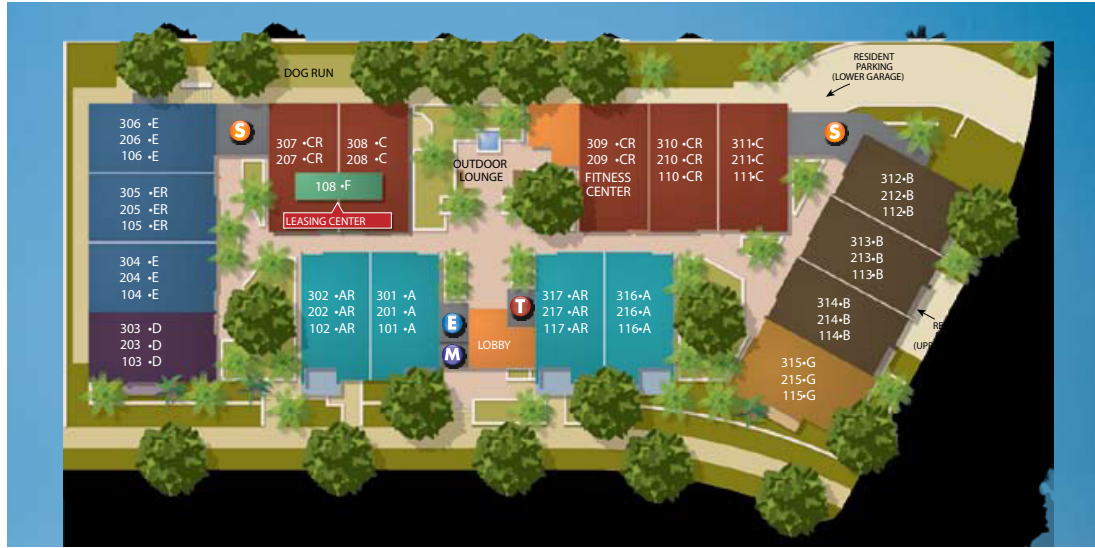 RESIDENT
PARKING
(LOWER GARAGE)
DOG RUN
306 •E
206 •E
106 •E
S
307 •CR
207 •CR
308 •C
208 •C
OUTDOOR
LOUNGE
309 •CR
209 •CR
FITNESS
CENTER
310 •CR
210 •CR
110 •CR
311•C
211•C
111•C
S
305 •ER
205 •ER
105 •ER
108 •F
LEASING CENTER
312•B
212•B
112•B
313•B
213•B
113•B
304 •E
204 •E
104 •E
302 •AR
202 •AR
102 •AR
301 •A
201 •A
101 •A
E
M
T
LOBBY
317 •AR
217 •AR
117 •AR
316•A
216•A
116•A
314•B
214•B
114•B
303 •D
203 •D
103 •D
315•G
215•G
115•G